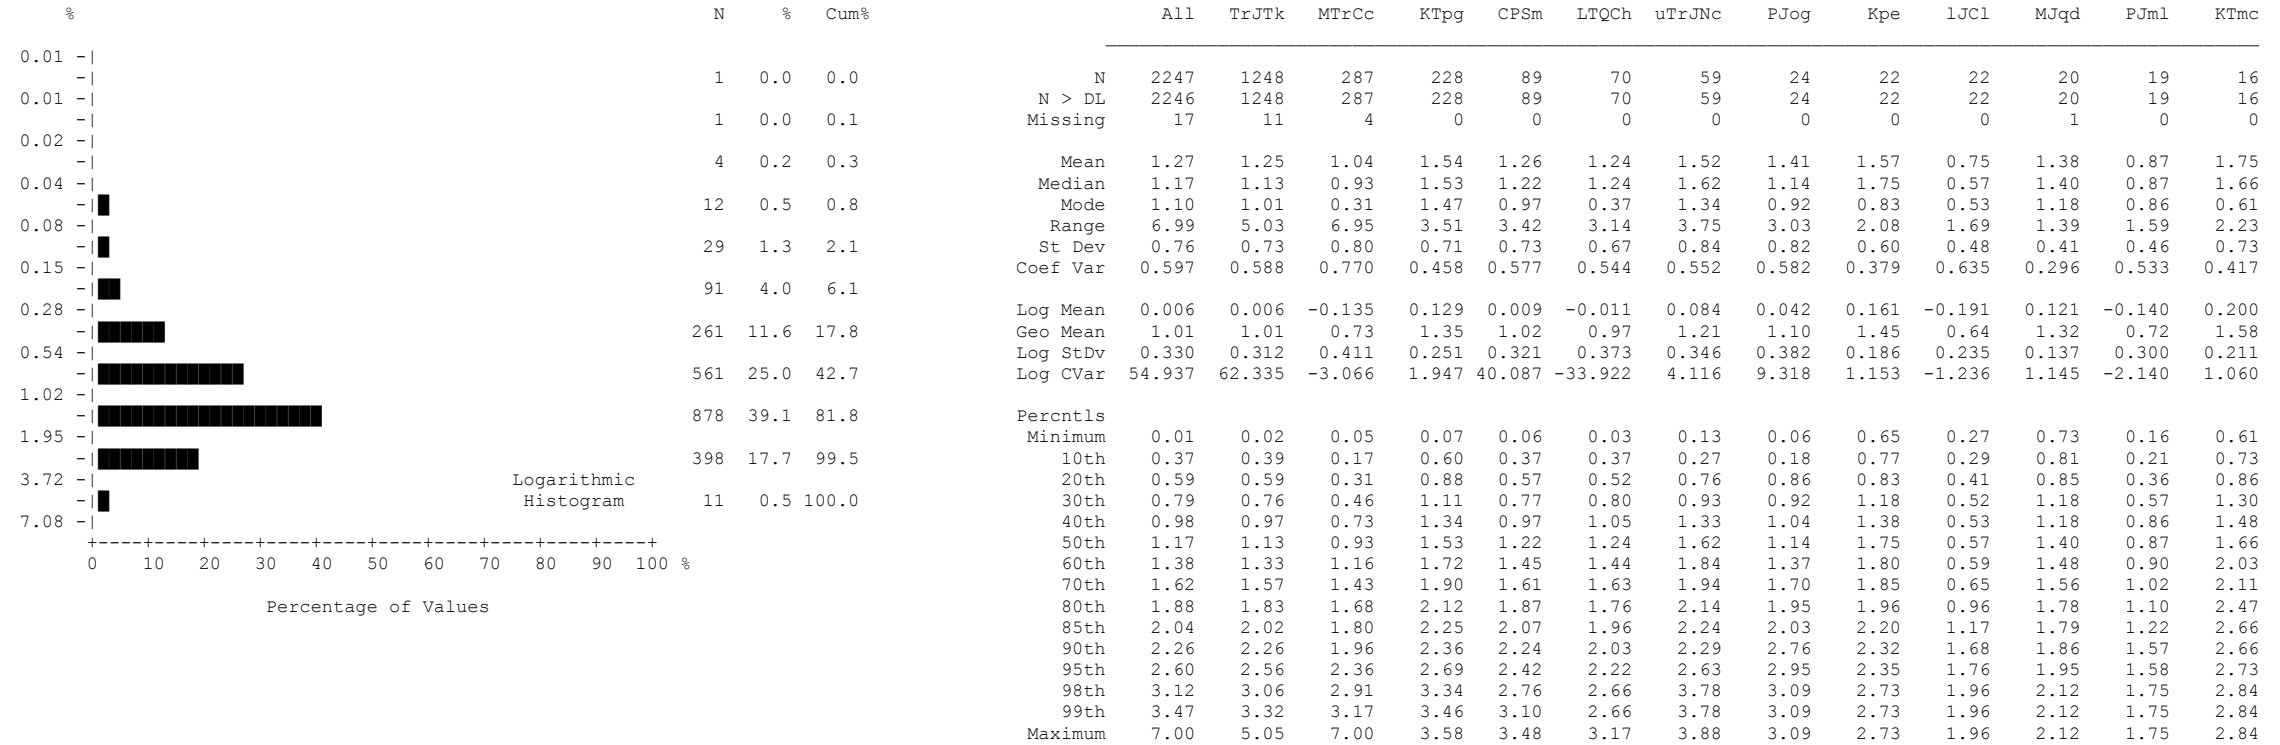 % N % Cum% All TrJTk MTrCc KTpg CPSm LTQCh uTrJNc PJog Kpe lJCl MJqd PJml KTmc
0.01 -|
-| 1 0.0 0.0 N 2247 1248 287 228 89 70 59 24 22 22 20 19 16
0.01 -| N > DL 2246 1248 287 228 89 70 59 24 22 22 20 19 16
-| 1 0.0 0.1 Missing 17 11 4 0 0 0 0 0 0 0 1 0 0
0.02 -|
-| 4 0.2 0.3 Mean 1.27 1.25 1.04 1.54 1.26 1.24 1.52 1.41 1.57 0.75 1.38 0.87 1.75
0.04 -| Median 1.17 1.13 0.93 1.53 1.22 1.24 1.62 1.14 1.75 0.57 1.40 0.87 1.66
-| 12 0.5 0.8 Mode 1.10 1.01 0.31 1.47 0.97 0.37 1.34 0.92 0.83 0.53 1.18 0.86 0.61
0.08 -| Range 6.99 5.03 6.95 3.51 3.42 3.14 3.75 3.03 2.08 1.69 1.39 1.59 2.23
-| 29 1.3 2.1 St Dev 0.76 0.73 0.80 0.71 0.73 0.67 0.84 0.82 0.60 0.48 0.41 0.46 0.73
0.15 -| Coef Var 0.597 0.588 0.770 0.458 0.577 0.544 0.552 0.582 0.379 0.635 0.296 0.533 0.417
-| 91 4.0 6.1
0.28 -| Log Mean 0.006 0.006 -0.135 0.129 0.009 -0.011 0.084 0.042 0.161 -0.191 0.121 -0.140 0.200
-| 261 11.6 17.8 Geo Mean 1.01 1.01 0.73 1.35 1.02 0.97 1.21 1.10 1.45 0.64 1.32 0.72 1.58
0.54 -| Log StDv 0.330 0.312 0.411 0.251 0.321 0.373 0.346 0.382 0.186 0.235 0.137 0.300 0.211
-| 561 25.0 42.7 Log CVar 54.937 62.335 -3.066 1.947 40.087 -33.922 4.116 9.318 1.153 -1.236 1.145 -2.140 1.060
1.02 -|
-| 878 39.1 81.8 Percntls
1.95 -| Minimum 0.01 0.02 0.05 0.07 0.06 0.03 0.13 0.06 0.65 0.27 0.73 0.16 0.61
-| 398 17.7 99.5 10th 0.37 0.39 0.17 0.60 0.37 0.37 0.27 0.18 0.77 0.29 0.81 0.21 0.73
3.72 -| Logarithmic 20th 0.59 0.59 0.31 0.88 0.57 0.52 0.76 0.86 0.83 0.41 0.85 0.36 0.86
-| Histogram 11 0.5 100.0 30th 0.79 0.76 0.46 1.11 0.77 0.80 0.93 0.92 1.18 0.52 1.18 0.57 1.30
7.08 -| 40th 0.98 0.97 0.73 1.34 0.97 1.05 1.33 1.04 1.38 0.53 1.18 0.86 1.48
+----+----+----+----+----+----+----+----+----+----+ 50th 1.17 1.13 0.93 1.53 1.22 1.24 1.62 1.14 1.75 0.57 1.40 0.87 1.66
0 10 20 30 40 50 60 70 80 90 100 % 60th 1.38 1.33 1.16 1.72 1.45 1.44 1.84 1.37 1.80 0.59 1.48 0.90 2.03
70th 1.62 1.57 1.43 1.90 1.61 1.63 1.94 1.70 1.85 0.65 1.56 1.02 2.11
Percentage of Values 80th 1.88 1.83 1.68 2.12 1.87 1.76 2.14 1.95 1.96 0.96 1.78 1.10 2.47
85th 2.04 2.02 1.80 2.25 2.07 1.96 2.24 2.03 2.20 1.17 1.79 1.22 2.66
90th 2.26 2.26 1.96 2.36 2.24 2.03 2.29 2.76 2.32 1.68 1.86 1.57 2.66
95th 2.60 2.56 2.36 2.69 2.42 2.22 2.63 2.95 2.35 1.76 1.95 1.58 2.73
98th 3.12 3.06 2.91 3.34 2.76 2.66 3.78 3.09 2.73 1.96 2.12 1.75 2.84
99th 3.47 3.32 3.17 3.46 3.10 2.66 3.78 3.09 2.73 1.96 2.12 1.75 2.84
Maximum 7.00 5.05 7.00 3.58 3.48 3.17 3.88 3.09 2.73 1.96 2.12 1.75 2.84